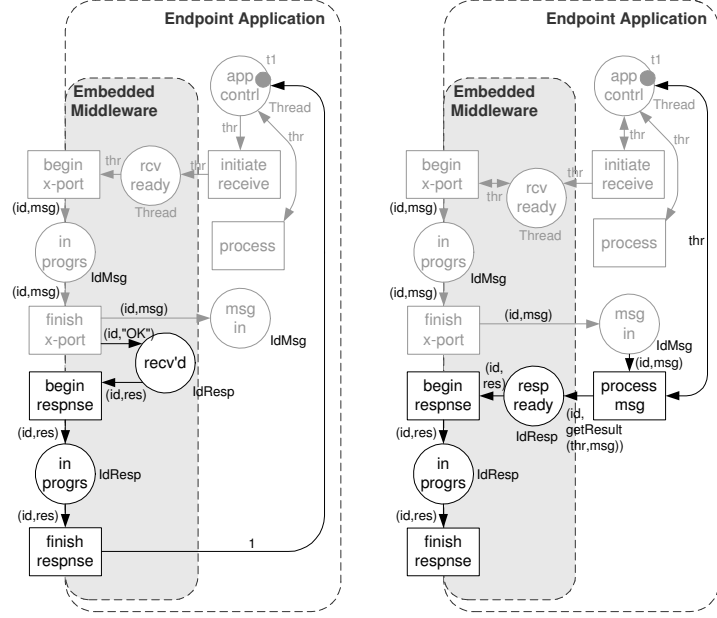 Endpoint Application
t1
app
contrl
Thread
Embedded
Middleware
thr
thr
begin
x-port
thr
rcv
ready
thr
initiate
receive
Thread
(id,msg)
in
progrs
process
IdMsg
(id,msg)
(id,msg)
finish
x-port
msg
in
(id,"OK")
IdMsg
recv'd
begin
respnse
(id,res)
IdResp
(id,res)
in
progrs
IdResp
(id,res)
finish
respnse
1
Endpoint Application
t1
app
contrl
Thread
Embedded
Middleware
thr
thr
begin
x-port
thr
rcv
ready
thr
initiate
receive
Thread
(id,msg)
in
progrs
process
thr
IdMsg
(id,msg)
finish
x-port
(id,msg)
msg
in
IdMsg
(id,msg)
begin
respnse
(id,
res)
resp
ready
process
msg
IdResp
(id,
getResult
(thr,msg))
(id,res)
in
progrs
IdResp
(id,res)
finish
respnse